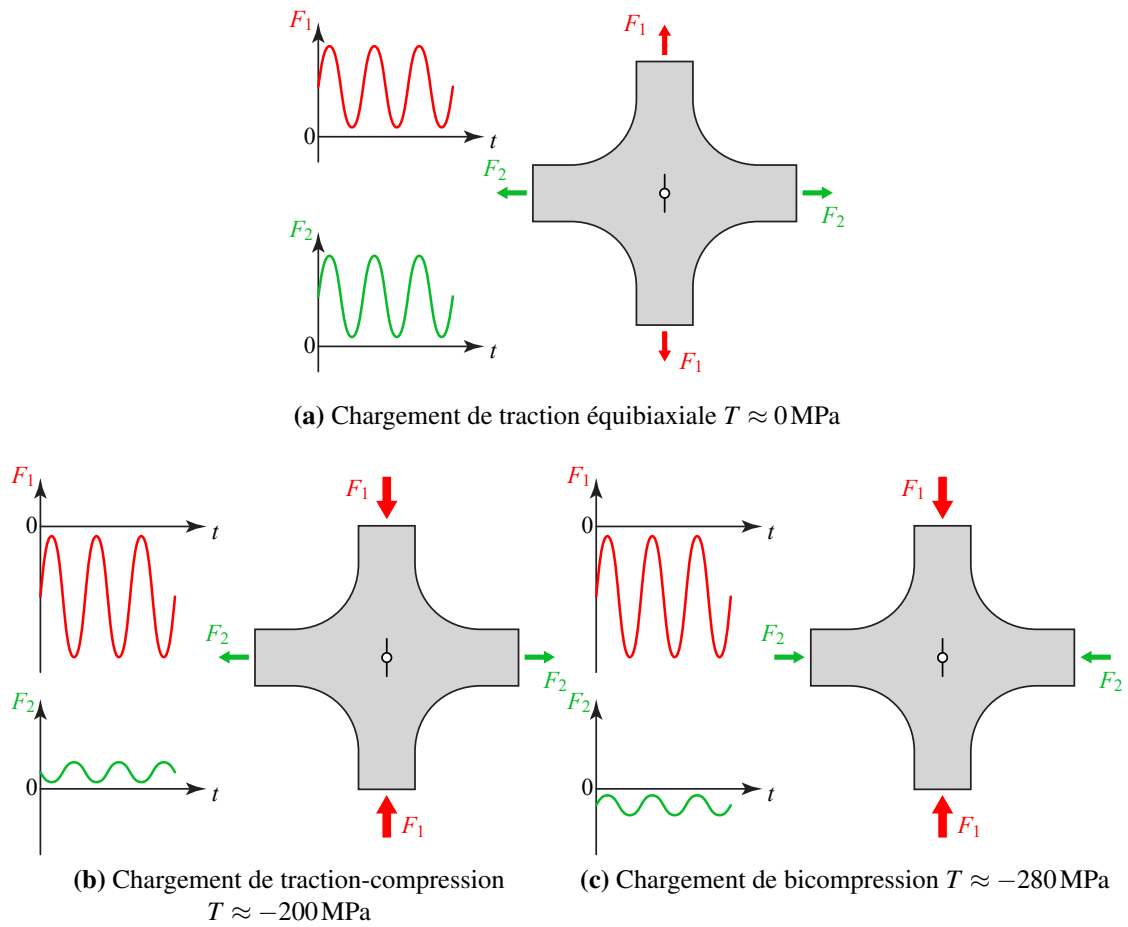 F1
0
t
F2
0
t
F1
F2
F2
F1
(a) Chargement de traction équibiaxiale T ≈ 0 MPa
F1
0
t
F2
0
t
F1
F2
F2
F1
(b) Chargement de traction-compression
T ≈ −200 MPa
F1
0
t
F2
0
t
F1
F2
F2
F1
(c) Chargement de bicompression T ≈ −280 MPa